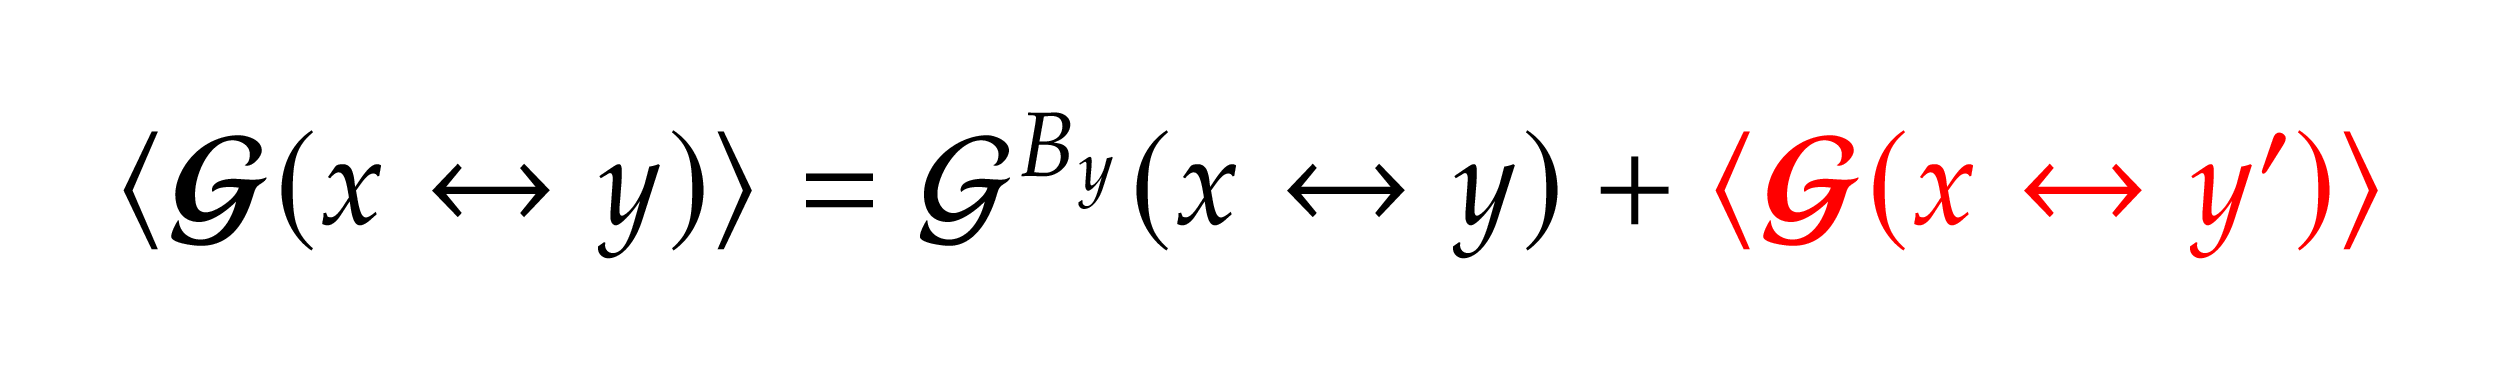 ⟨𝓖(x ↔ y)⟩ = 𝒢^{B_y}(x ↔ y) + ⟨𝓖(x ↔ y′)⟩